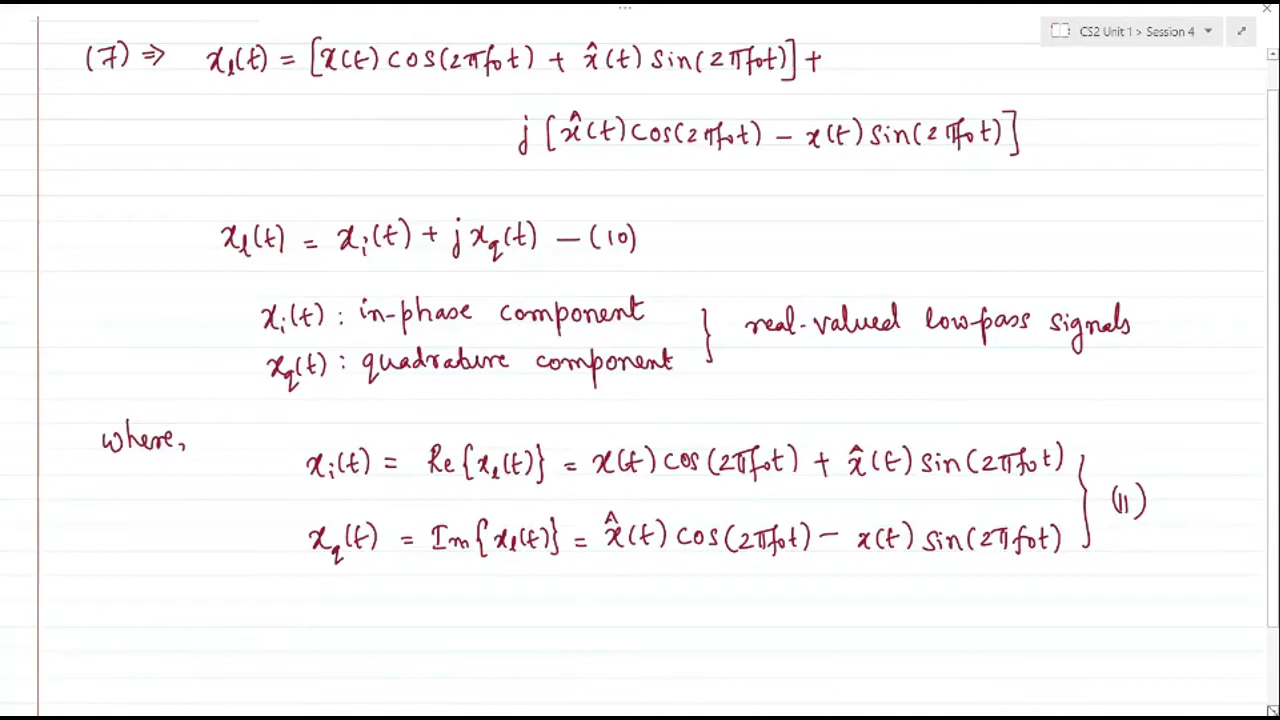 CS2 Unit 1 > Session 4
(7) ⇒ x_l(t) = [x(t) cos(2πf₀t) + x̂(t) sin(2πf₀t)] +
j [x̂(t) cos(2πf₀t) − x(t) sin(2πf₀t)]
x_l(t) = x_i(t) + j x_q(t) — (10)
x_i(t) : in-phase component
x_q(t) : quadrature component
} real-valued lowpass signals
where,
x_i(t) = Re{x_l(t)} = x(t) cos(2πf₀t) + x̂(t) sin(2πf₀t)
x_q(t) = Im{x_l(t)} = x̂(t) cos(2πf₀t) − x(t) sin(2πf₀t)
} (11)